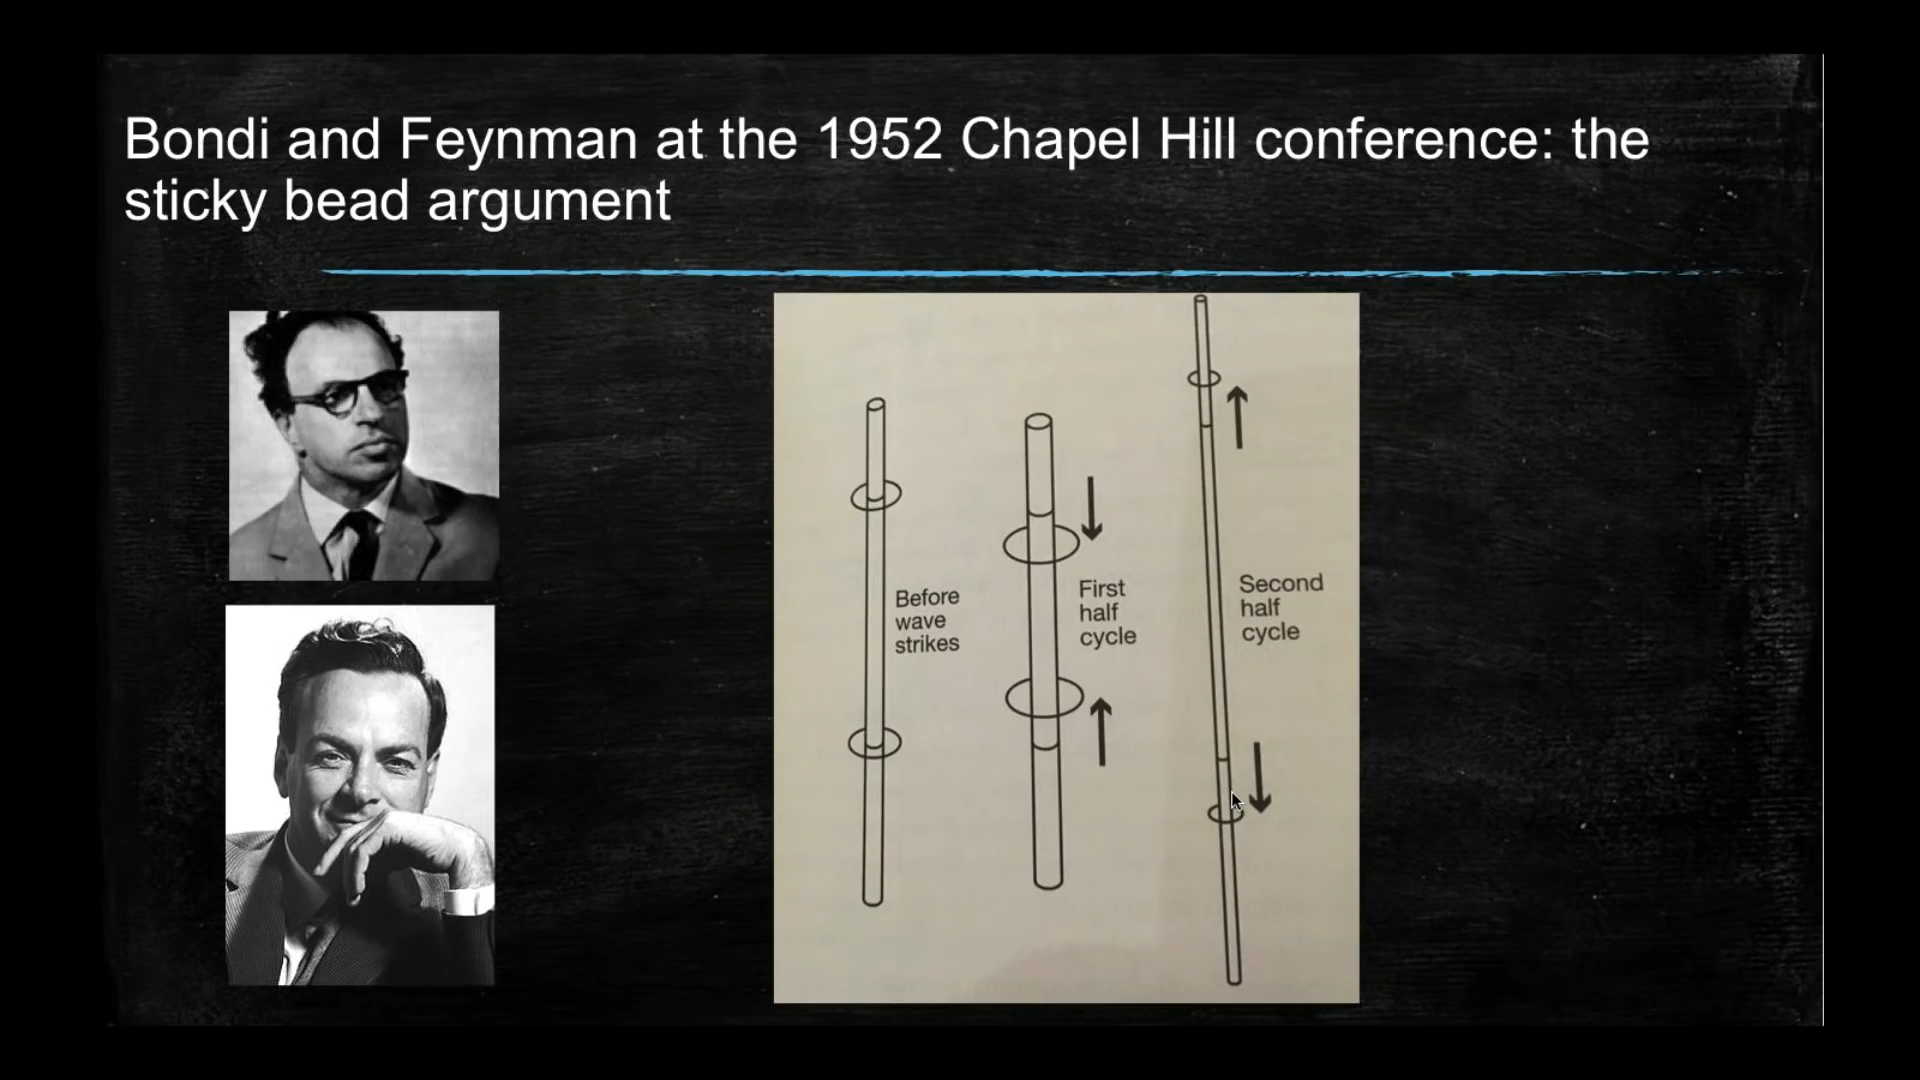 Bondi and Feynman at the 1952 Chapel Hill conference: the
sticky bead argument
Before
wave
strikes
First
half
cycle
Second
half
cycle